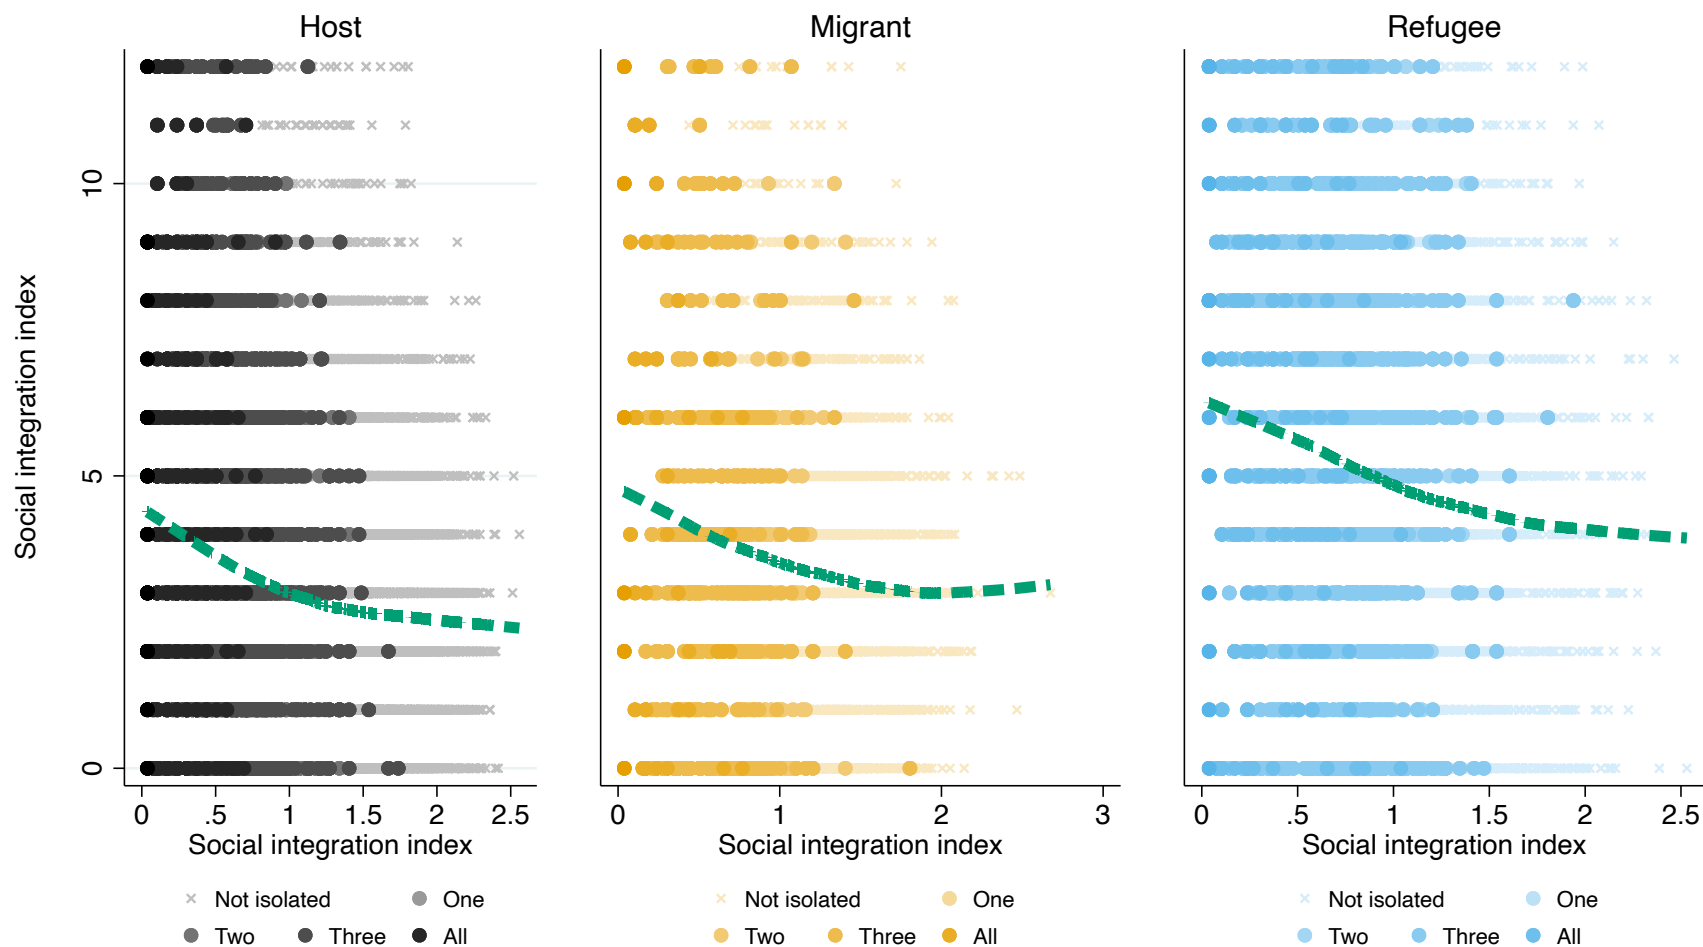 Host
Migrant
Refugee
Social integration index
10
5
0
0 .5 1 1.5 2 2.5
0 1 2 3
0 .5 1 1.5 2 2.5
Social integration index
Social integration index
Social integration index
Not isolated One
Two Three All
Not isolated One
Two Three All
Not isolated One
Two Three All